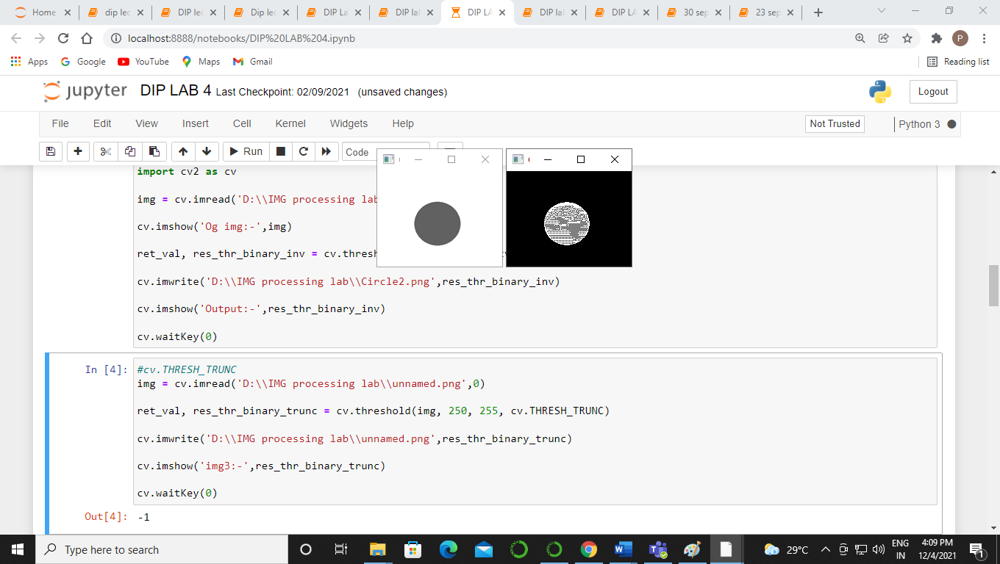 Home
dip lec
DIP lec
Dip lec
DIP La
DIP lal
DIP LA
DIP lal
DIP LA
30 sep
23 sep
localhost:8888/notebooks/DIP%20LAB%204.ipynb
P
Apps Google YouTube Maps Gmail Reading list
jupyter DIP LAB 4 Last Checkpoint: 02/09/2021 (unsaved changes) Logout
File Edit View Insert Cell Kernel Widgets Help Not Trusted Python 3
Run Code
import cv2 as cv
img = cv.imread('D:\\IMG processing lab
cv.imshow('Og img:-',img)
ret_val, res_thr_binary_inv = cv.thresh
cv.imwrite('D:\\IMG processing lab\\Circle2.png',res_thr_binary_inv)
cv.imshow('Output:-',res_thr_binary_inv)
cv.waitKey(0)
In [4]: #cv.THRESH_TRUNC
img = cv.imread('D:\\IMG processing lab\\unnamed.png',0)
ret_val, res_thr_binary_trunc = cv.threshold(img, 250, 255, cv.THRESH_TRUNC)
cv.imwrite('D:\\IMG processing lab\\unnamed.png',res_thr_binary_trunc)
cv.imshow('img3:-',res_thr_binary_trunc)
cv.waitKey(0)
Out[4]: -1
Type here to search
29°C
ENG
IN
4:09 PM
12/4/2021
1